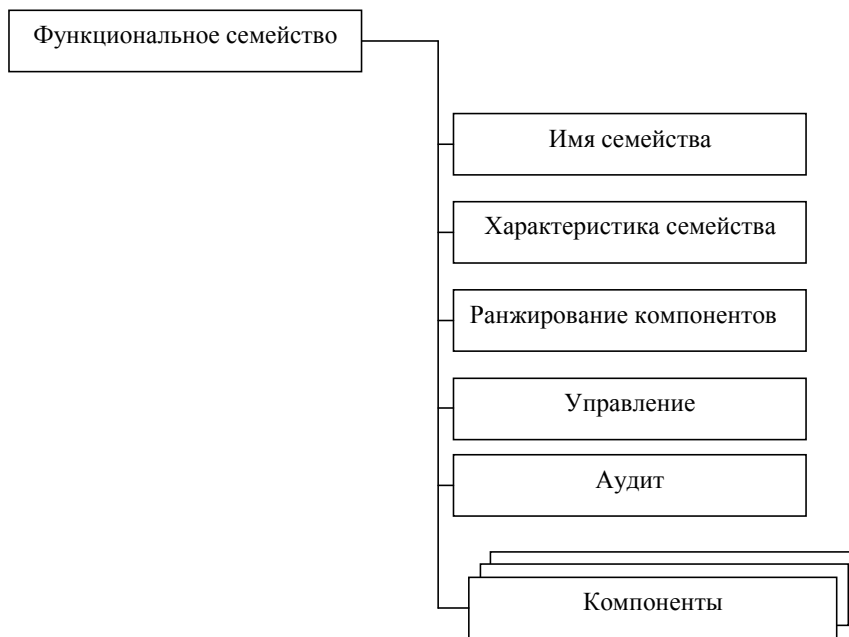 Функциональное семейство
Имя семейства
Характеристика семейства
Ранжирование компонентов
Управление
Аудит
Компоненты